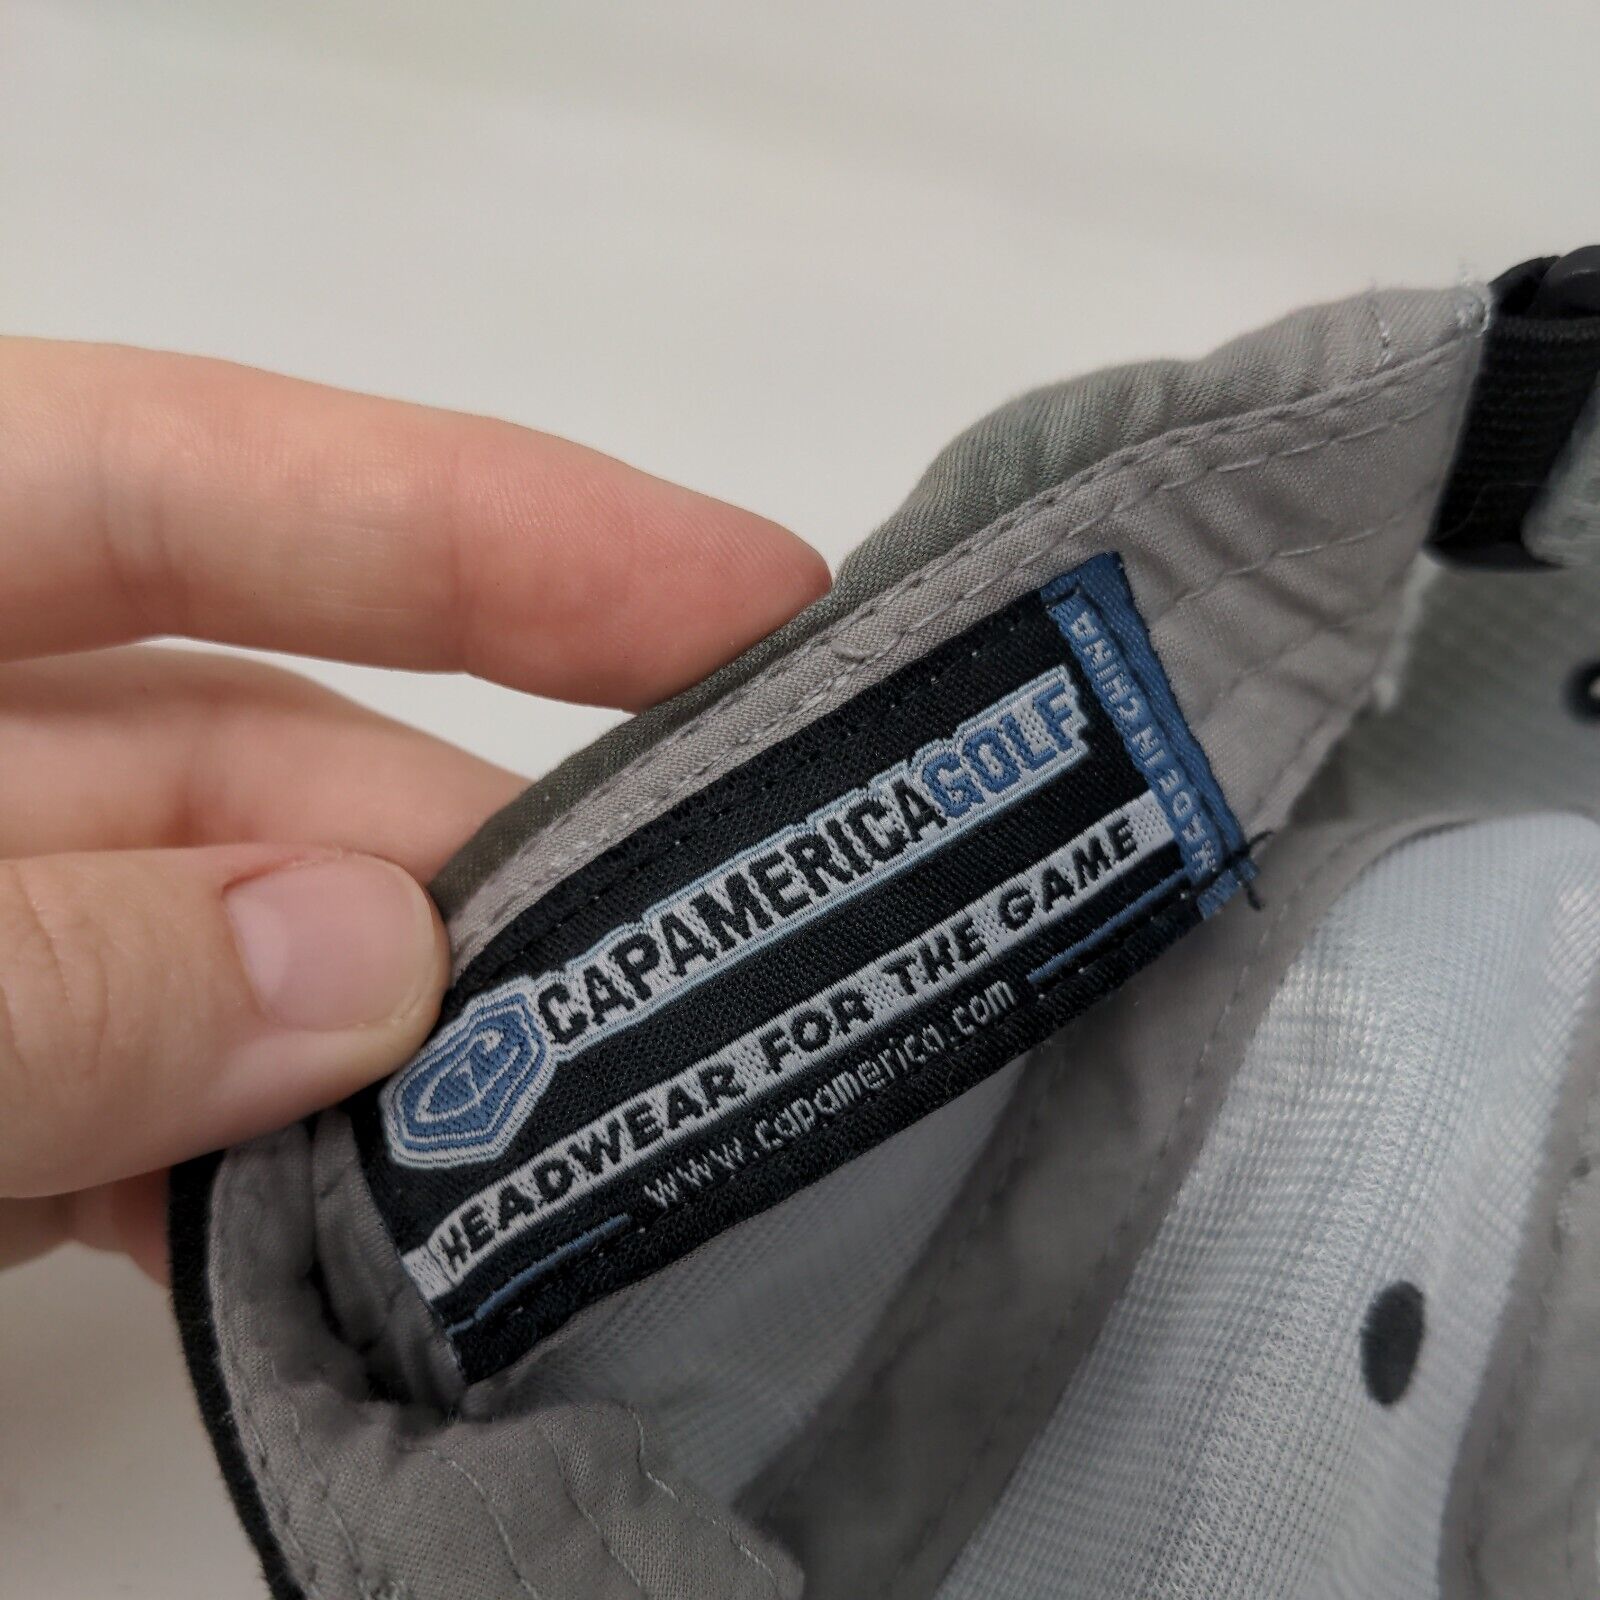 CAPAMERICAGOLF
HEADWEAR FOR THE GAME
www.capamerica.com
MADE IN CHINA